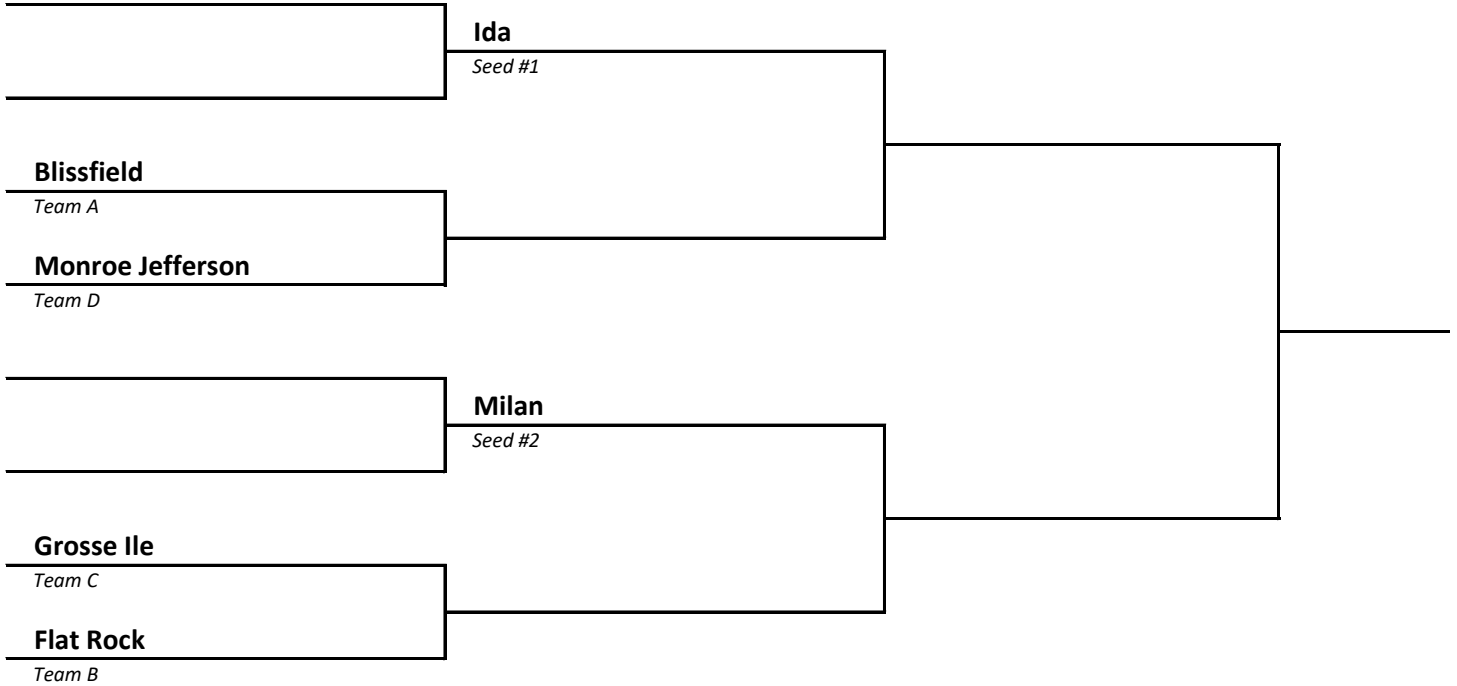 Ida
Seed #1
Blissfield
Team A
Monroe Jefferson
Team D
Milan
Seed #2
Grosse Ile
Team C
Flat Rock
Team B